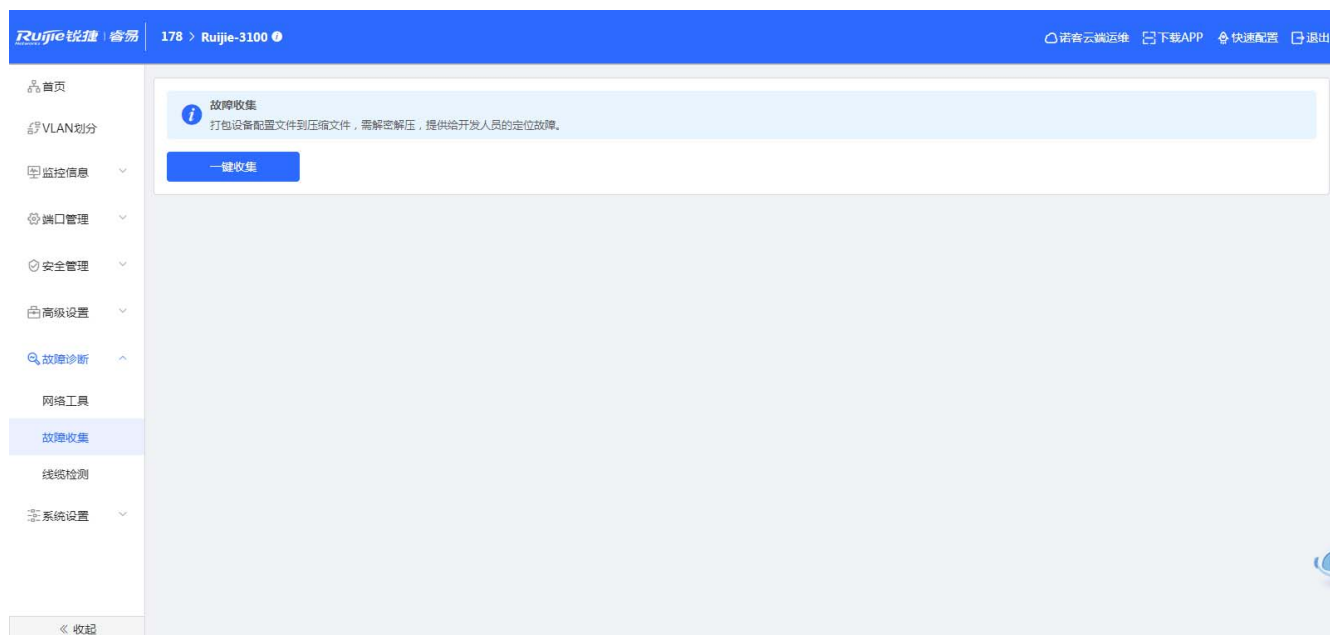 Ruijie锐捷 | 睿易
Networks
178 > Ruijie-3100
诺客云端运维 下载APP 快速配置 退出
首页
VLAN划分
监控信息
端口管理
安全管理
高级设置
故障诊断
网络工具
故障收集
线缆检测
系统设置
《 收起
故障收集
打包设备配置文件到压缩文件，需解密解压，提供给开发人员的定位故障。
一键收集